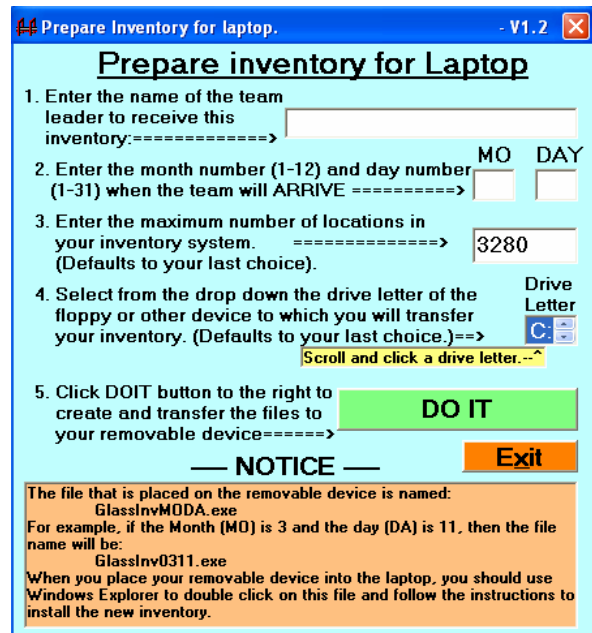 Prepare Inventory for laptop. - V1.2
Prepare inventory for Laptop
1. Enter the name of the team
leader to receive this
inventory:=============>
MO DAY
2. Enter the month number (1-12) and day number
(1-31) when the team will ARRIVE ==========>
3. Enter the maximum number of locations in
your inventory system. ==============>
3280
(Defaults to your last choice).
Drive
Letter
4. Select from the drop down the drive letter of the
floppy or other device to which you will transfer
your inventory. (Defaults to your last choice.)==>
C:
Scroll and click a drive letter.--^
5. Click DOIT button to the right to
create and transfer the files to
your removable device======>
DO IT
Exit
— NOTICE —
The file that is placed on the removable device is named:
GlassInvMODA.exe
For example, if the Month (MO) is 3 and the day (DA) is 11, then the file
name will be:
GlassInv0311.exe
When you place your removable device into the laptop, you should use
Windows Explorer to double click on this file and follow the instructions to
install the new inventory.